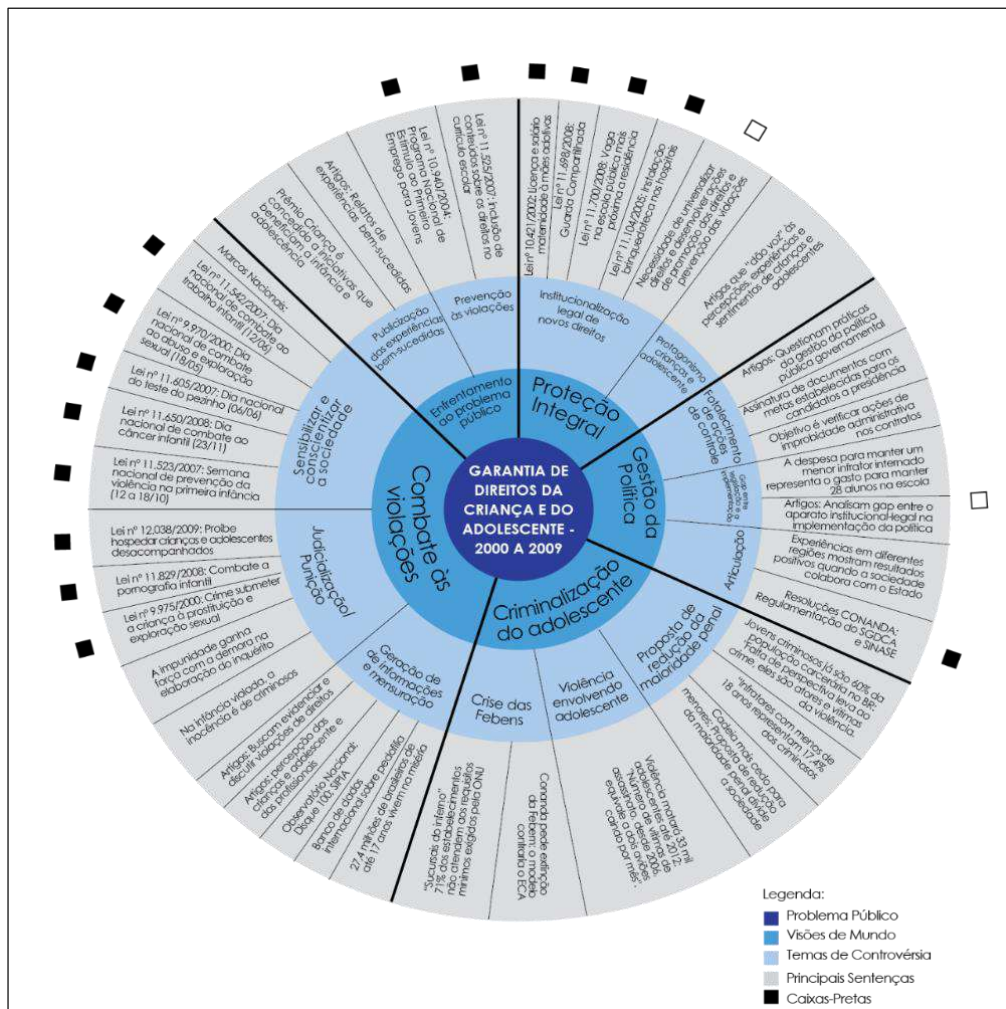 GARANTIA DE
DIREITOS DA
CRIANÇA E DO
ADOLESCENTE -
2000 A 2009
Proteção
Integral
Gestão da
Política
Criminalização
do adolescente
Combate às
violações
Enfrentamento
ao problema
público
Institucionalização
legal de
novos direitos
Protagonismo
crianças e
adolescente
Fotalecimento
de ações
de controle
Gap entre
legislação e a
implementação
Articulação
Proposta de
redução da
maioridade penal
Violência
envolvendo
adolescente
Crise das
Febens
Geração
de informações
e mensuração
Judicialização/
Punição
Sensibilizar e
conscientizar
a sociedade
Publicização
das experiências
bem-sucedidas
Prevenção
às violações
Lei nº 10.421/2002: Licença e salário
maternidade à mães adotivas
Lei nº 11.698/2008:
Guarda Compartilhada
Lei nº 11.700/2008: Vaga
na escola pública mais
próxima a residência
Lei nº 11.104/2005: Instalação
brinquedoteca nos hospitais
Necessidade de universalizar
direitos e desenvolver ações
de promoção dos direitos e
prevenção das violações
Artigos que "dão voz" às
percepções, experiências e
sentimentos de crianças e
adolescentes
Artigos: Questionam práticas
da gestão da política
pública governamental
Assinatura de documentos com
metas estabelecidas para os
candidatos a presidência
Objetivo é verificar ações de
improbidade administrativa
nos contratos
A despesa para manter um
menor infrator internado
representa o gasto para manter
28 alunos na escola
Artigos: Analisam gap entre o
aparato institucional-legal na
implementação da política
Experiências em diferentes
regiões mostram resultados
positivos quando a sociedade
colabora com o Estado
Resoluções CONANDA:
Regulamentação do SGDCA
e SINASE
Jovens criminosos já são 60% da
população carcerária no BR:
"Falta de perspectiva leva ao
crime, eles são atores e vítimas
da violência.
"Infratores com menos de
18 anos representam 17,4%
dos criminosos
Cadeia mais cedo para
menores: Proposta de redução
da maioridade penal divide
a sociedade
Violência matará 33 mil
adolescentes até 2012:
"Número de vítimas de
assassinato, desde 2006,
equivale a dois aviões
caindo por mês".
Conanda pede extinção
da Febem: o modelo
contraria o ECA
"Sucursais do inferno"
71% dos estabelecimentos
não atendem aos requisitos
mínimos exigidos pela ONU
27,4 milhões de brasileiros de
até 17 anos vivem na miséria
Banco de dados
internacional sobre pedofilia
Observatório Nacional:
Disque 100; SIPIA
Artigos: percepção das
crianças e adolescente e
dos profissionais
Artigos: Buscam evidenciar e
discutir violações de direitos
Na infância violada, a
inocência é de criminosos
A impunidade ganha
força com a demora na
elaboração do inquérito
Lei nº 9.975/2000: Crime submeter
a criança à prostituição e
exploração sexual
Lei nº 11.829/2008: Combate a
pornografia infantil
Lei nº 12.038/2009: Proíbe
hospedar crianças e adolescentes
desacompanhados
Lei nº 11.523/2007: Semana
nacional de prevenção da
violência na primeira infância
(12 a 18/10)
Lei nº 11.650/2008: Dia
nacional de combate ao
câncer infantil (23/11)
Lei nº 11.605/2007: Dia nacional
do teste do pezinho (06/06)
Lei nº 9.970/2000: Dia
nacional de combate
ao abuso e exploração
sexual (18/05)
Marcos Nacionais:
Lei nº 11.542/2007: Dia
nacional de combate ao
trabalho infantil (12/06)
Prêmio Criança é
concedido a iniciativas que
beneficiam a infância e
adolescência
Artigos: Relatos de
experiências bem-sucedidas
Lei nº 10.940/2004:
Programa Nacional de
Estímulo ao Primeiro
Emprego para Jovens
Lei nº 11.525/2007: Inclusão de
conteúdos sobre os direitos no
currículo escolar
Legenda:
Problema Público
Visões de Mundo
Temas de Controvérsia
Principais Sentenças
Caixas-Pretas